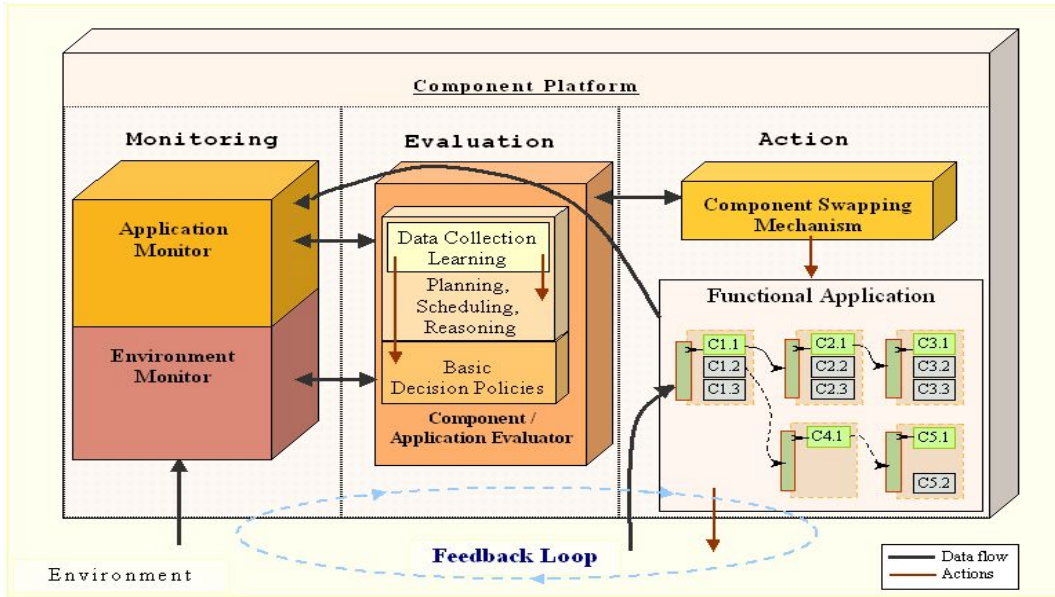 Component Platform
Monitoring
Evaluation
Action
Application
Monitor
Environment
Monitor
Data Collection
Learning
Planning,
Scheduling,
Reasoning
Basic
Decision Policies
Component /
Application Evaluator
Component Swapping
Mechanism
Functional Application
C1.1
C1.2
C1.3
C2.1
C2.2
C2.3
C3.1
C3.2
C3.3
C4.1
C5.1
C5.2
Feedback Loop
Environment
Data flow
Actions